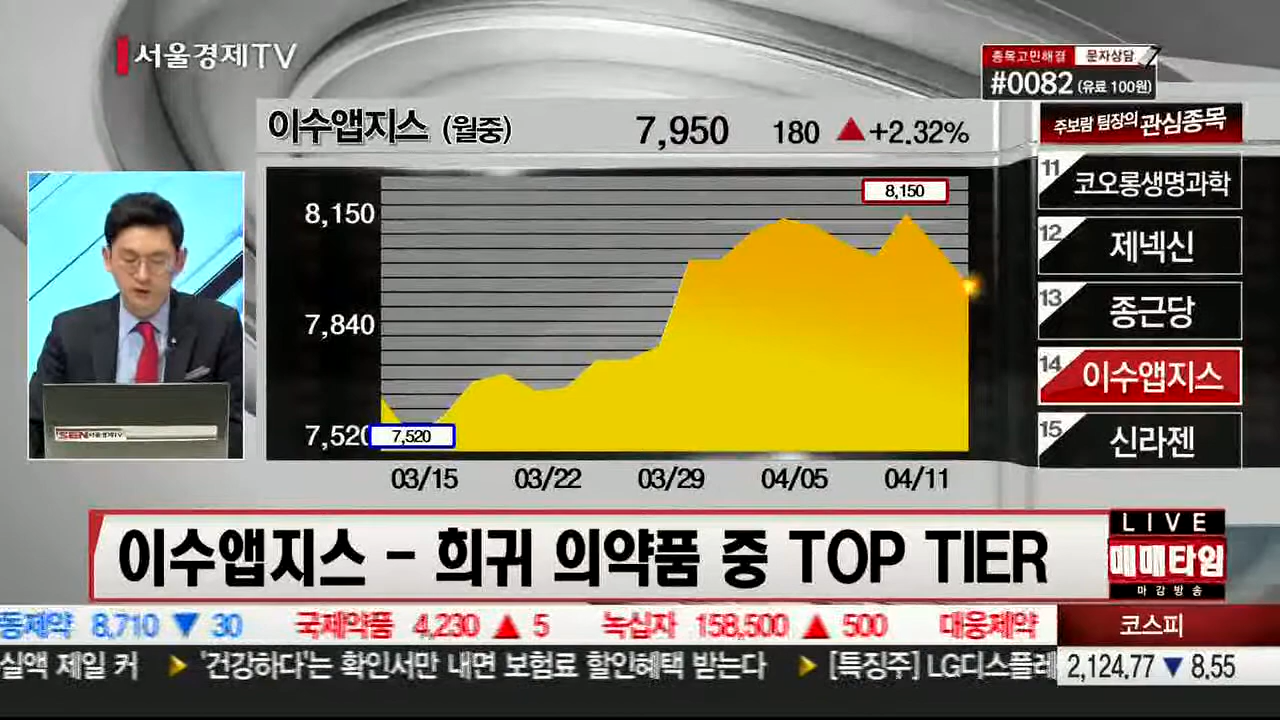 서울경제TV
종목고민해결 문자상담
#0082 (유료 100원)
이수앱지스 (월중) 7,950 180 ▲+2.32%
주보람 팀장의 관심종목
11 코오롱생명과학
12 제넥신
13 종근당
14 이수앱지스
15 신라젠
8,150
8,150
7,840
7,520
7,520
03/15 03/22 03/29 04/05 04/11
SEN서울경제TV
이수앱지스 - 희귀 의약품 중 TOP TIER
LIVE
매매타임
마감방송
동제약 8,710 ▼ 30 국제약품 4,230 ▲ 5 녹십자 158,500 ▲ 500 대웅제약
코스피
실액 제일 커 ▶ '건강하다'는 확인서만 내면 보험료 할인혜택 받는다 ▶ [특징주] LG디스플레
2,124.77 ▼ 8.55